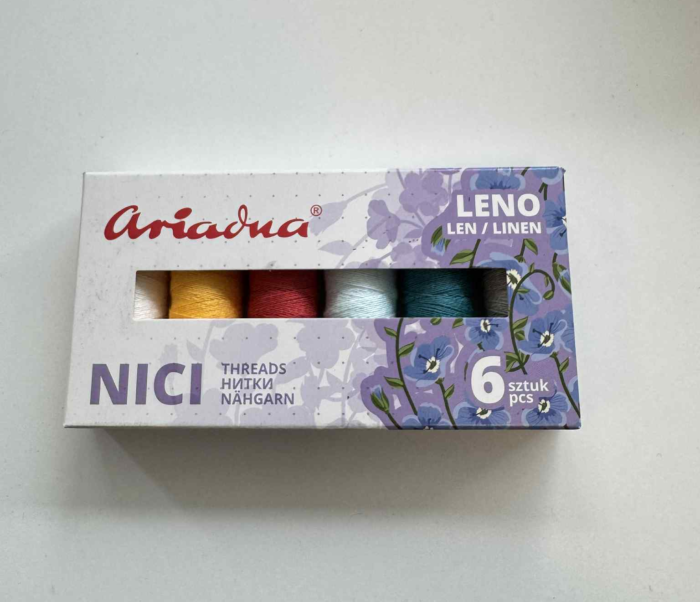 ariadna®
LENO
LEN / LINEN
NICI
THREADS
НИТКИ
NÄHGARN
6 sztuk
pcs